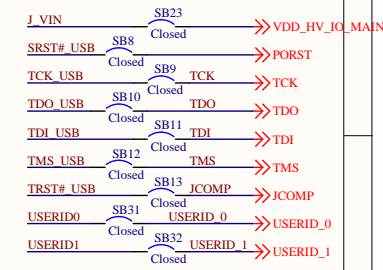 J_VIN SB23 Closed VDD_HV_IO_MAIN
SRST#_USB SB8 Closed PORST
TCK_USB SB9 Closed TCK TCK
TDO_USB SB10 Closed TDO TDO
TDI_USB SB11 Closed TDI TDI
TMS_USB SB12 Closed TMS TMS
TRST#_USB SB13 Closed JCOMP JCOMP
USERID0 SB31 Closed USERID_0 USERID_0
USERID1 SB32 Closed USERID_1 USERID_1